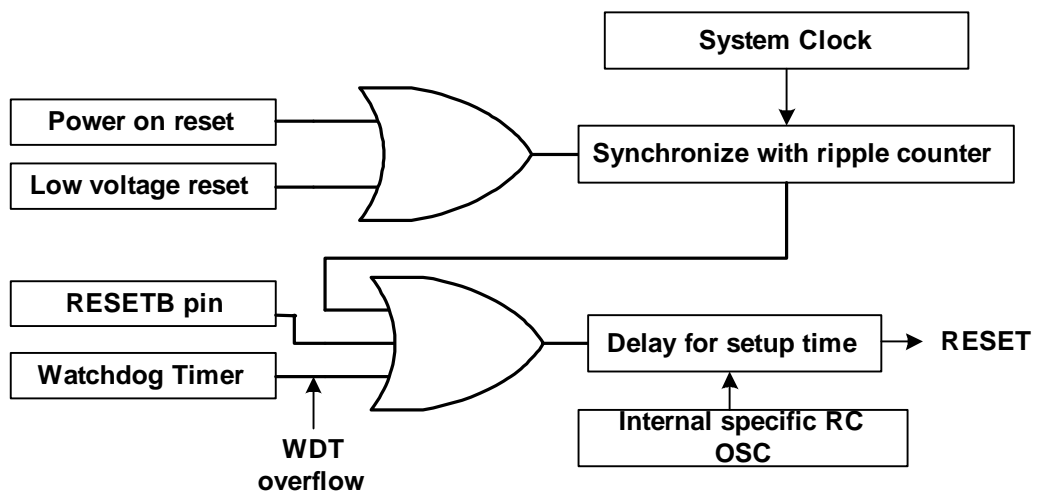 System Clock
Power on reset
Synchronize with ripple counter
Low voltage reset
RESETB pin
Delay for setup time
RESET
Watchdog Timer
Internal specific RC
OSC
WDT
overflow